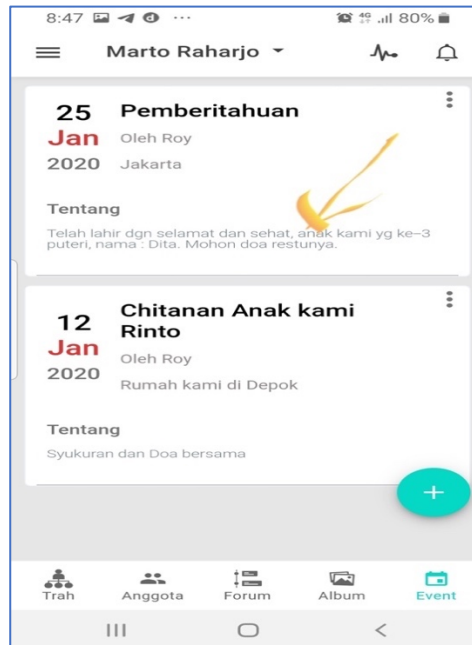 8:47 ... 4G 80%
Marto Raharjo
25 Pemberitahuan
Jan Oleh Roy
2020 Jakarta
Tentang
Telah lahir dgn selamat dan sehat, anak kami yg ke–3
puteri, nama : Dita. Mohon doa restunya.
12 Chitanan Anak kami
Rinto
Jan Oleh Roy
2020 Rumah kami di Depok
Tentang
Syukuran dan Doa bersama
+
Trah Anggota Forum Album Event